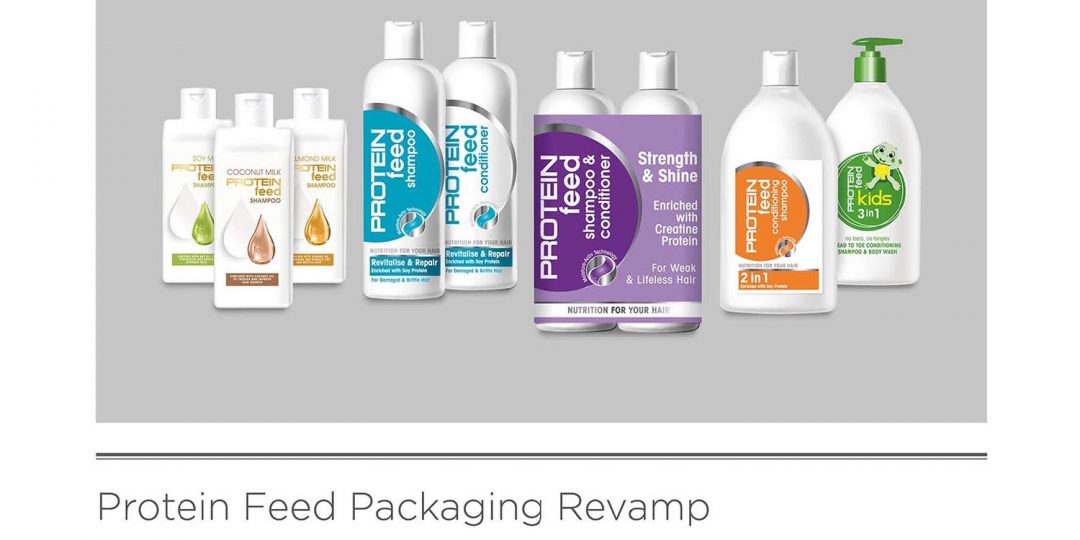 SOY M
PROTEIN
feed
SHAMPOO
COCONUT MILK
PROTEIN
feed
SHAMPOO
ENRICHED WITH COCONUT OIL
LMOND MILK
PROTEIN
feed
SHAMPOO
PROTEIN
feed
shampoo
NUTRITION FOR YOUR HAIR
Revitalise & Repair
Enriched with Soy Protein
For Damaged & Brittle Hair
PROTEIN
feed
conditioner
NUTRITION FOR YOUR HAIR
Revitalise & Repair
Enriched with Soy Protein
For Damaged & Brittle Hair
PROTEIN
feed
shampoo &
conditioner
Strength
& Shine
Enriched
with
Creatine
Protein
For Weak
& Lifeless Hair
NUTRITION FOR YOUR HAIR
PROTEIN
feed
conditioning
shampoo
NUTRITION FOR YOUR HAIR
2 in 1
Enriched with Soy Protein
PROTEIN
feed
kids
3 in 1
no tears, no tangles
EAD TO TOE CONDITIONING
SHAMPOO & BODY WASH
Protein Feed Packaging Revamp